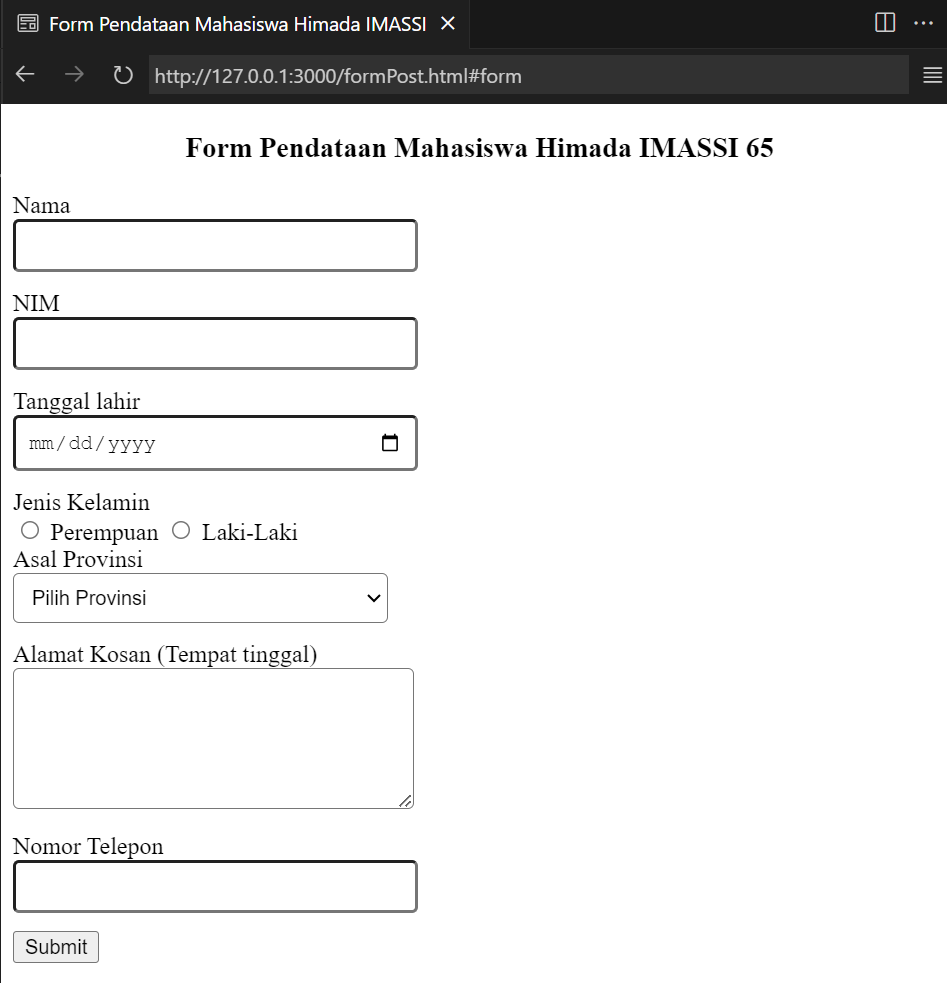 Form Pendataan Mahasiswa Himada IMASSI
http://127.0.0.1:3000/formPost.html#form
Form Pendataan Mahasiswa Himada IMASSI 65
Nama
NIM
Tanggal lahir
mm/dd/yyyy
Jenis Kelamin
Perempuan Laki-Laki
Asal Provinsi
Pilih Provinsi
Alamat Kosan (Tempat tinggal)
Nomor Telepon
Submit